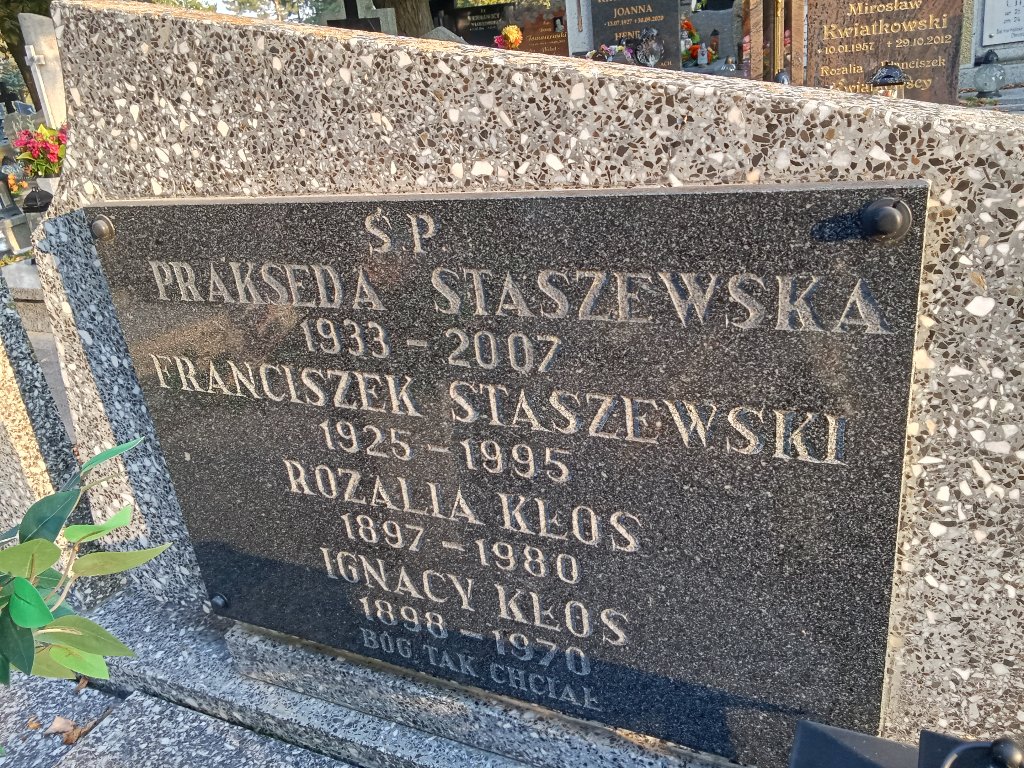 JOANNA
Mirosław
Kwiatkowski
* 10.01.1957 + 29.10.2012
Rozalia Franciszek
Ś.P.
PRAKSEDA STASZEWSKA
1933 - 2007
FRANCISZEK STASZEWSKI
1925 - 1995
ROZALIA KŁOS
1897 - 1980
IGNACY KŁOS
1898 - 1970
BÓG TAK CHCIAŁ